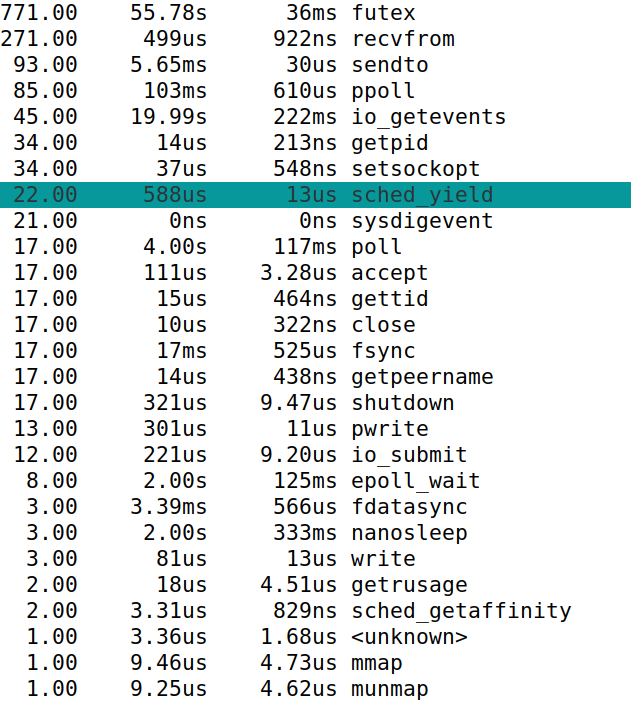 771.00 55.78s 36ms futex
271.00 499us 922ns recvfrom
93.00 5.65ms 30us sendto
85.00 103ms 610us ppoll
45.00 19.99s 222ms io_getevents
34.00 14us 213ns getpid
34.00 37us 548ns setsockopt
22.00 588us 13us sched_yield
21.00 0ns 0ns sysdigevent
17.00 4.00s 117ms poll
17.00 111us 3.28us accept
17.00 15us 464ns gettid
17.00 10us 322ns close
17.00 17ms 525us fsync
17.00 14us 438ns getpeername
17.00 321us 9.47us shutdown
13.00 301us 11us pwrite
12.00 221us 9.20us io_submit
8.00 2.00s 125ms epoll_wait
3.00 3.39ms 566us fdatasync
3.00 2.00s 333ms nanosleep
3.00 81us 13us write
2.00 18us 4.51us getrusage
2.00 3.31us 829ns sched_getaffinity
1.00 3.36us 1.68us <unknown>
1.00 9.46us 4.73us mmap
1.00 9.25us 4.62us munmap